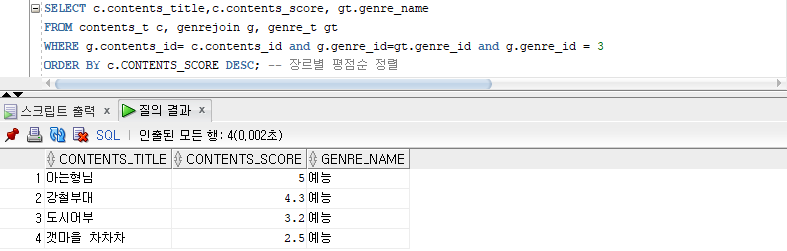 SELECT c.contents_title,c.contents_score, gt.genre_name
FROM contents_t c, genrejoin g, genre_t gt
WHERE g.contents_id= c.contents_id and g.genre_id=gt.genre_id and g.genre_id = 3
ORDER BY c.CONTENTS_SCORE DESC; -- 장르별 평점순 정렬
스크립트 출력 x 질의 결과 x
SQL | 인출된 모든 행: 4(0,002초)
CONTENTS_TITLE CONTENTS_SCORE GENRE_NAME
1 아는형님 5 예능
2 강철부대 4.3 예능
3 도시어부 3.2 예능
4 갯마을 차차차 2.5 예능